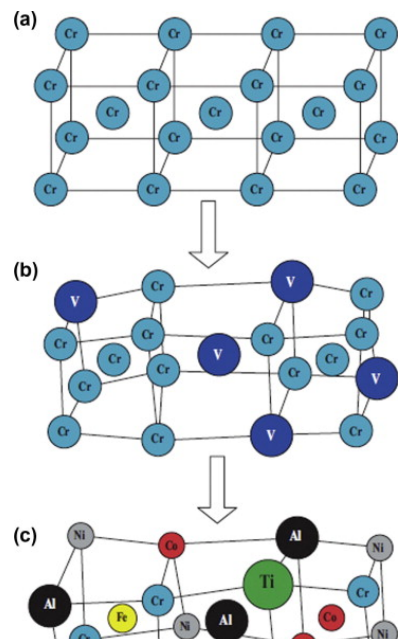 (a)
Cr Cr Cr Cr
Cr Cr Cr Cr
Cr Cr Cr
Cr Cr Cr Cr
Cr Cr Cr Cr
(b)
V Cr V Cr
Cr Cr Cr Cr
Cr V Cr
Cr Cr Cr V
Cr Cr V Cr
(c)
Ni Co Al Ni
Al Cr Ti Cr
Fe Ni Al Co Ni
Cr